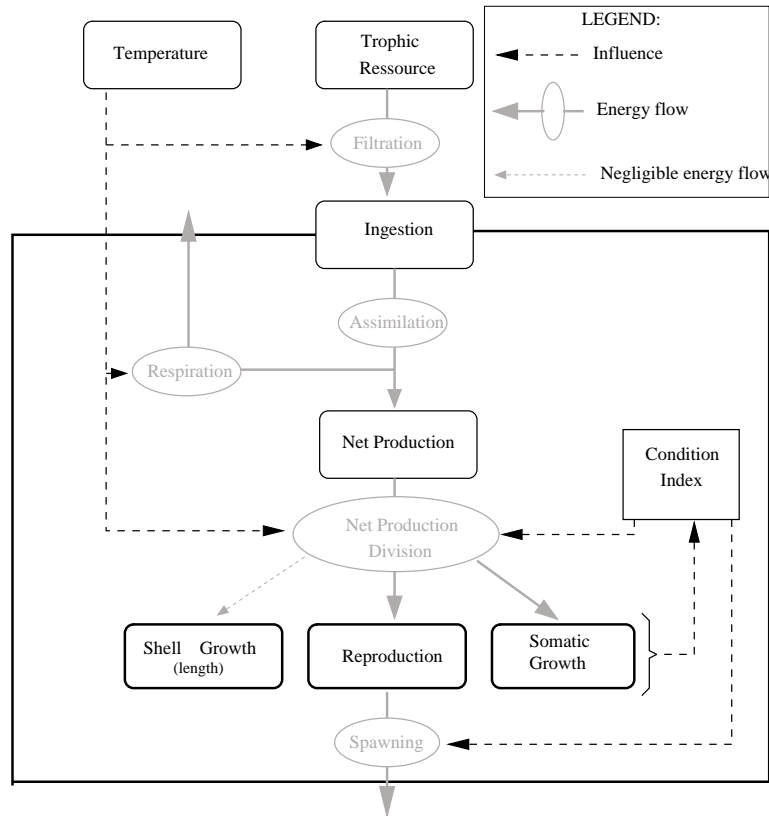 LEGEND:
Influence
Energy flow
Negligible energy flow
Temperature
Trophic
Ressource
Filtration
Ingestion
Assimilation
Respiration
Net Production
Condition
Index
Net Production
Division
Shell Growth
(length)
Reproduction
Somatic
Growth
Spawning